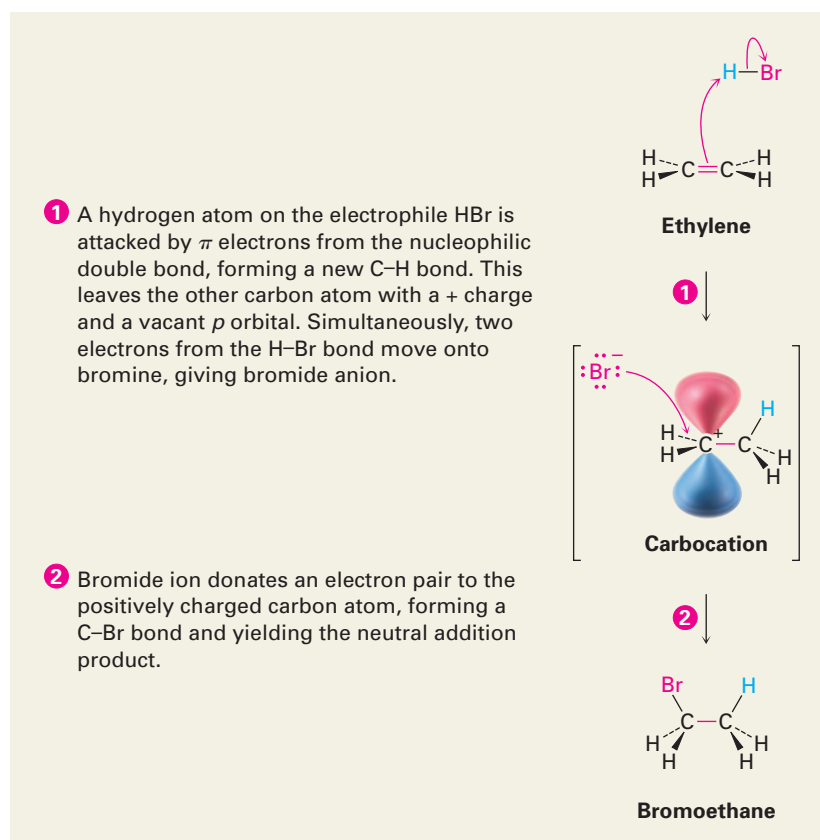 H—Br
H C=C H
H H
Ethylene
1 A hydrogen atom on the electrophile HBr is
attacked by π electrons from the nucleophilic
double bond, forming a new C–H bond. This
leaves the other carbon atom with a + charge
and a vacant p orbital. Simultaneously, two
electrons from the H–Br bond move onto
bromine, giving bromide anion.
1
:Br: −
H
H C + — C H
H H
Carbocation
2 Bromide ion donates an electron pair to the
positively charged carbon atom, forming a
C–Br bond and yielding the neutral addition
product.
2
Br H
C — C
H H
H H
Bromoethane